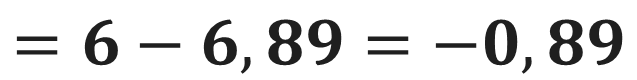 = 6 − 6, 89 = −0, 89